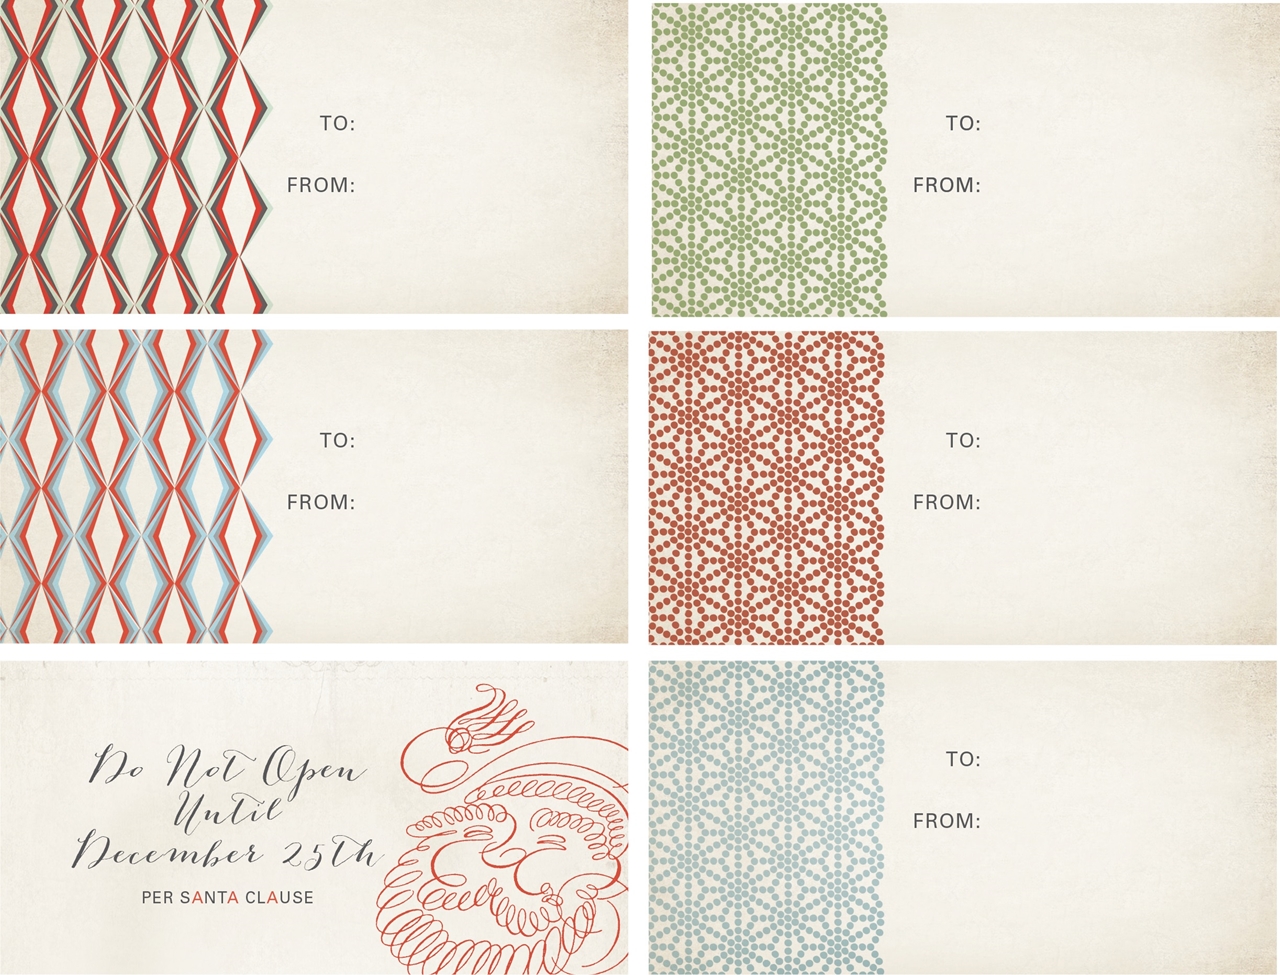 TO:
FROM:
TO:
FROM:
TO:
FROM:
TO:
FROM:
Do Not Open
Until
December 25th
PER SANTA CLAUSE
TO:
FROM: